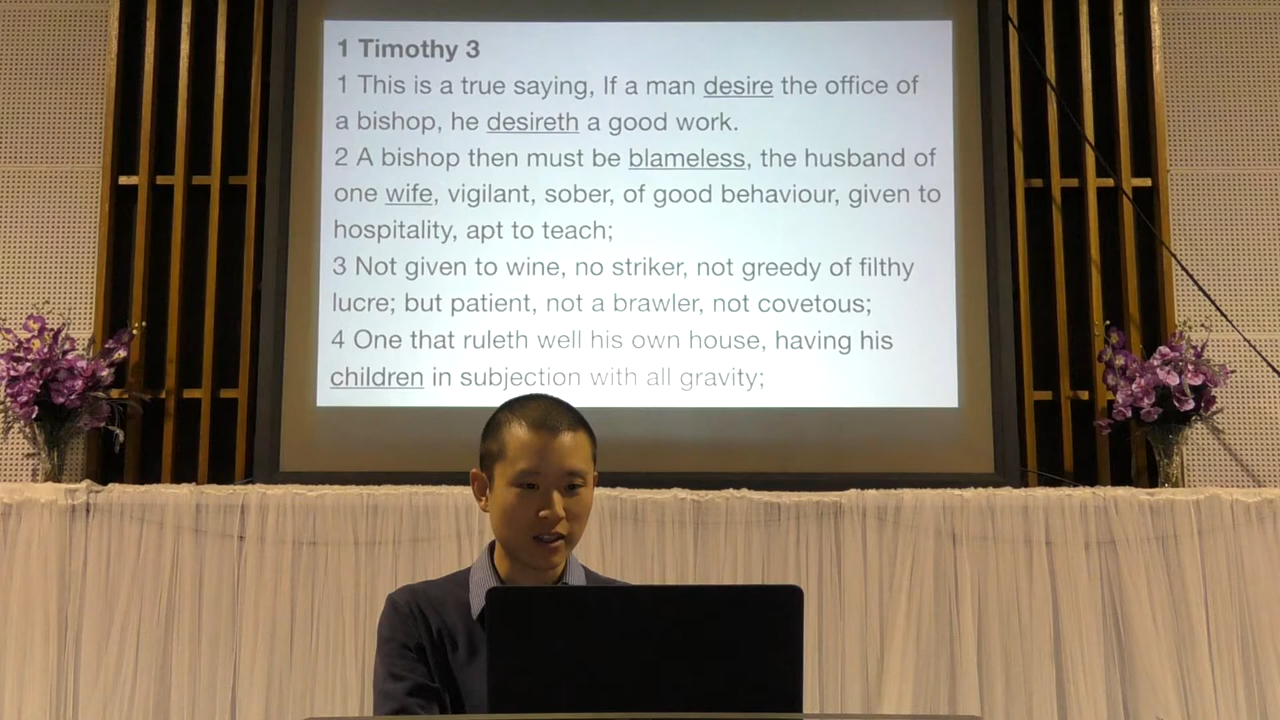 1 Timothy 3
1 This is a true saying, If a man desire the office of
a bishop, he desireth a good work.
2 A bishop then must be blameless, the husband of
one wife, vigilant, sober, of good behaviour, given to
hospitality, apt to teach;
3 Not given to wine, no striker, not greedy of filthy
lucre; but patient, not a brawler, not covetous;
4 One that ruleth well his own house, having his
children in subjection with all gravity;